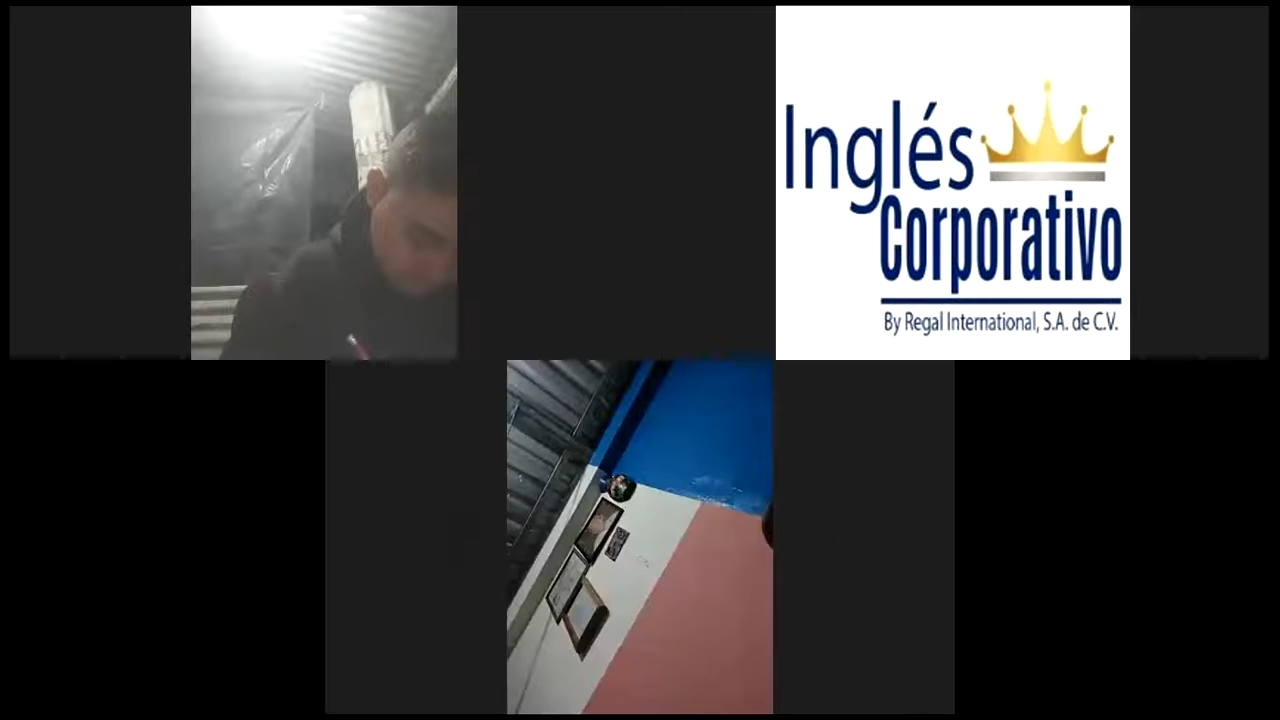 Inglés
Corporativo
By Regal International, S.A. de C.V.